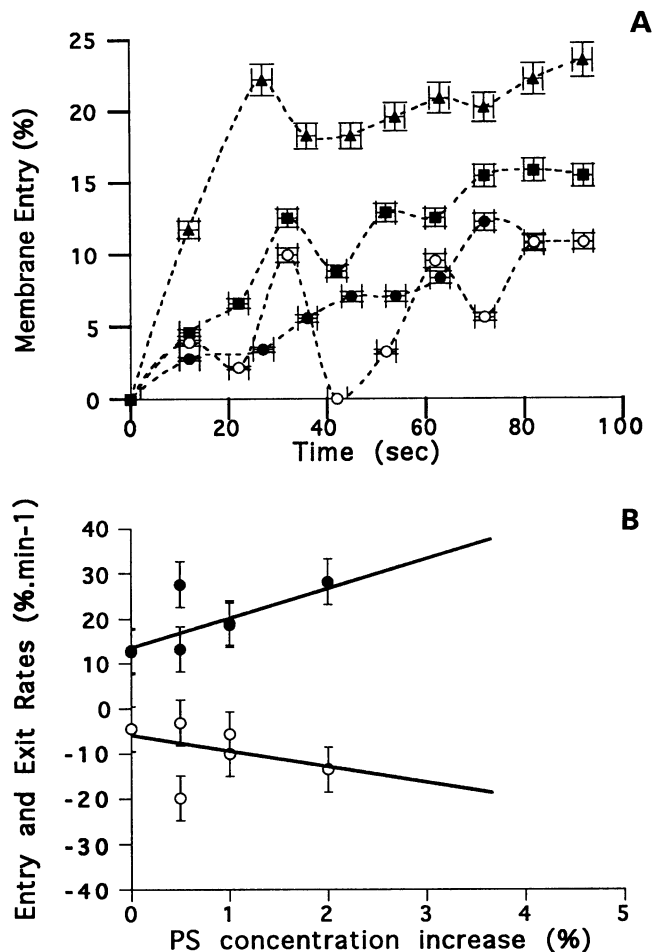 A
25
20
15
10
5
0
Membrane Entry (%)
0 20 40 60 80 100
Time (sec)
B
40
30
20
10
0
-10
-20
-30
-40
Entry and Exit Rates (%.min-1)
0 1 2 3 4 5
PS concentration increase (%)